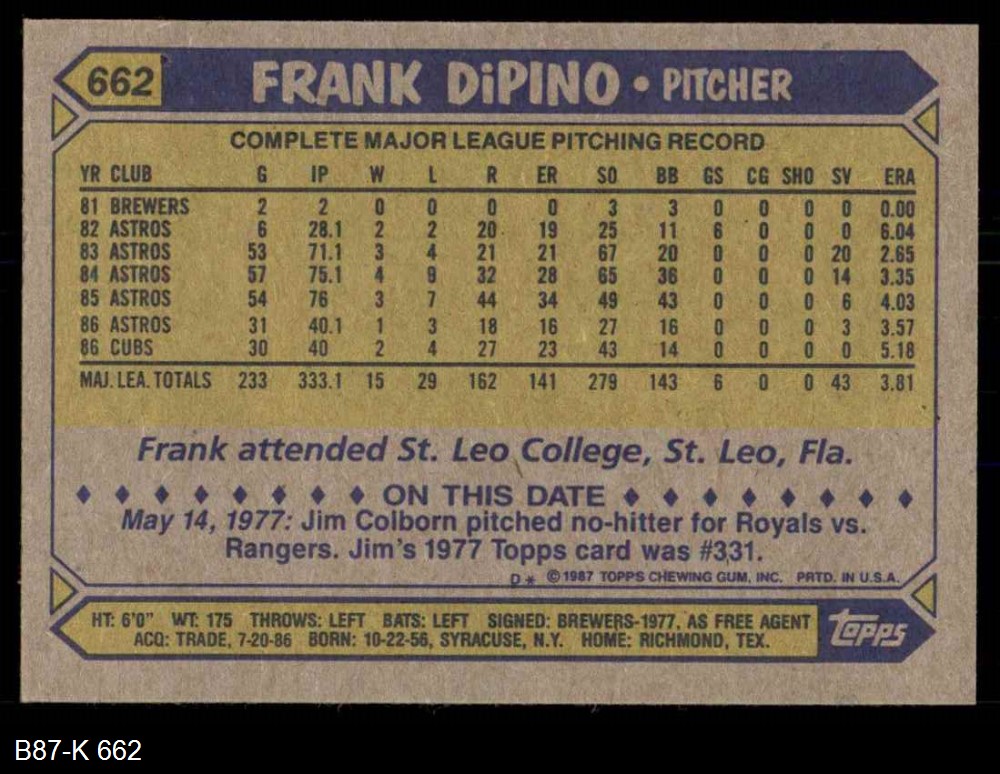 662 FRANK DiPINO • PITCHER
COMPLETE MAJOR LEAGUE PITCHING RECORD
YR CLUB G IP W L R ER SO BB GS CG SHO SV ERA
81 BREWERS 2 2 0 0 0 0 3 3 0 0 0 0 0.00
82 ASTROS 6 28.1 2 2 20 19 25 11 6 0 0 0 6.04
83 ASTROS 53 71.1 3 4 21 21 67 20 0 0 0 20 2.65
84 ASTROS 57 75.1 4 9 32 28 65 36 0 0 0 14 3.35
85 ASTROS 54 76 3 7 44 34 49 43 0 0 0 6 4.03
86 ASTROS 31 40.1 1 3 18 16 27 16 0 0 0 3 3.57
86 CUBS 30 40 2 4 27 23 43 14 0 0 0 0 5.18
MAJ. LEA. TOTALS 233 333.1 15 29 162 141 279 143 6 0 0 43 3.81
Frank attended St. Leo College, St. Leo, Fla.
♦ ♦ ♦ ♦ ♦ ♦ ♦ ♦ ON THIS DATE ♦ ♦ ♦ ♦ ♦ ♦ ♦ ♦
May 14, 1977: Jim Colborn pitched no-hitter for Royals vs.
Rangers. Jim's 1977 Topps card was #331.
D* ©1987 TOPPS CHEWING GUM, INC. PRTD. IN U.S.A.
HT: 6'0" WT: 175 THROWS: LEFT BATS: LEFT SIGNED: BREWERS-1977, AS FREE AGENT
ACQ: TRADE, 7-20-86 BORN: 10-22-56, SYRACUSE, N.Y. HOME: RICHMOND, TEX.
topps
B87-K 662